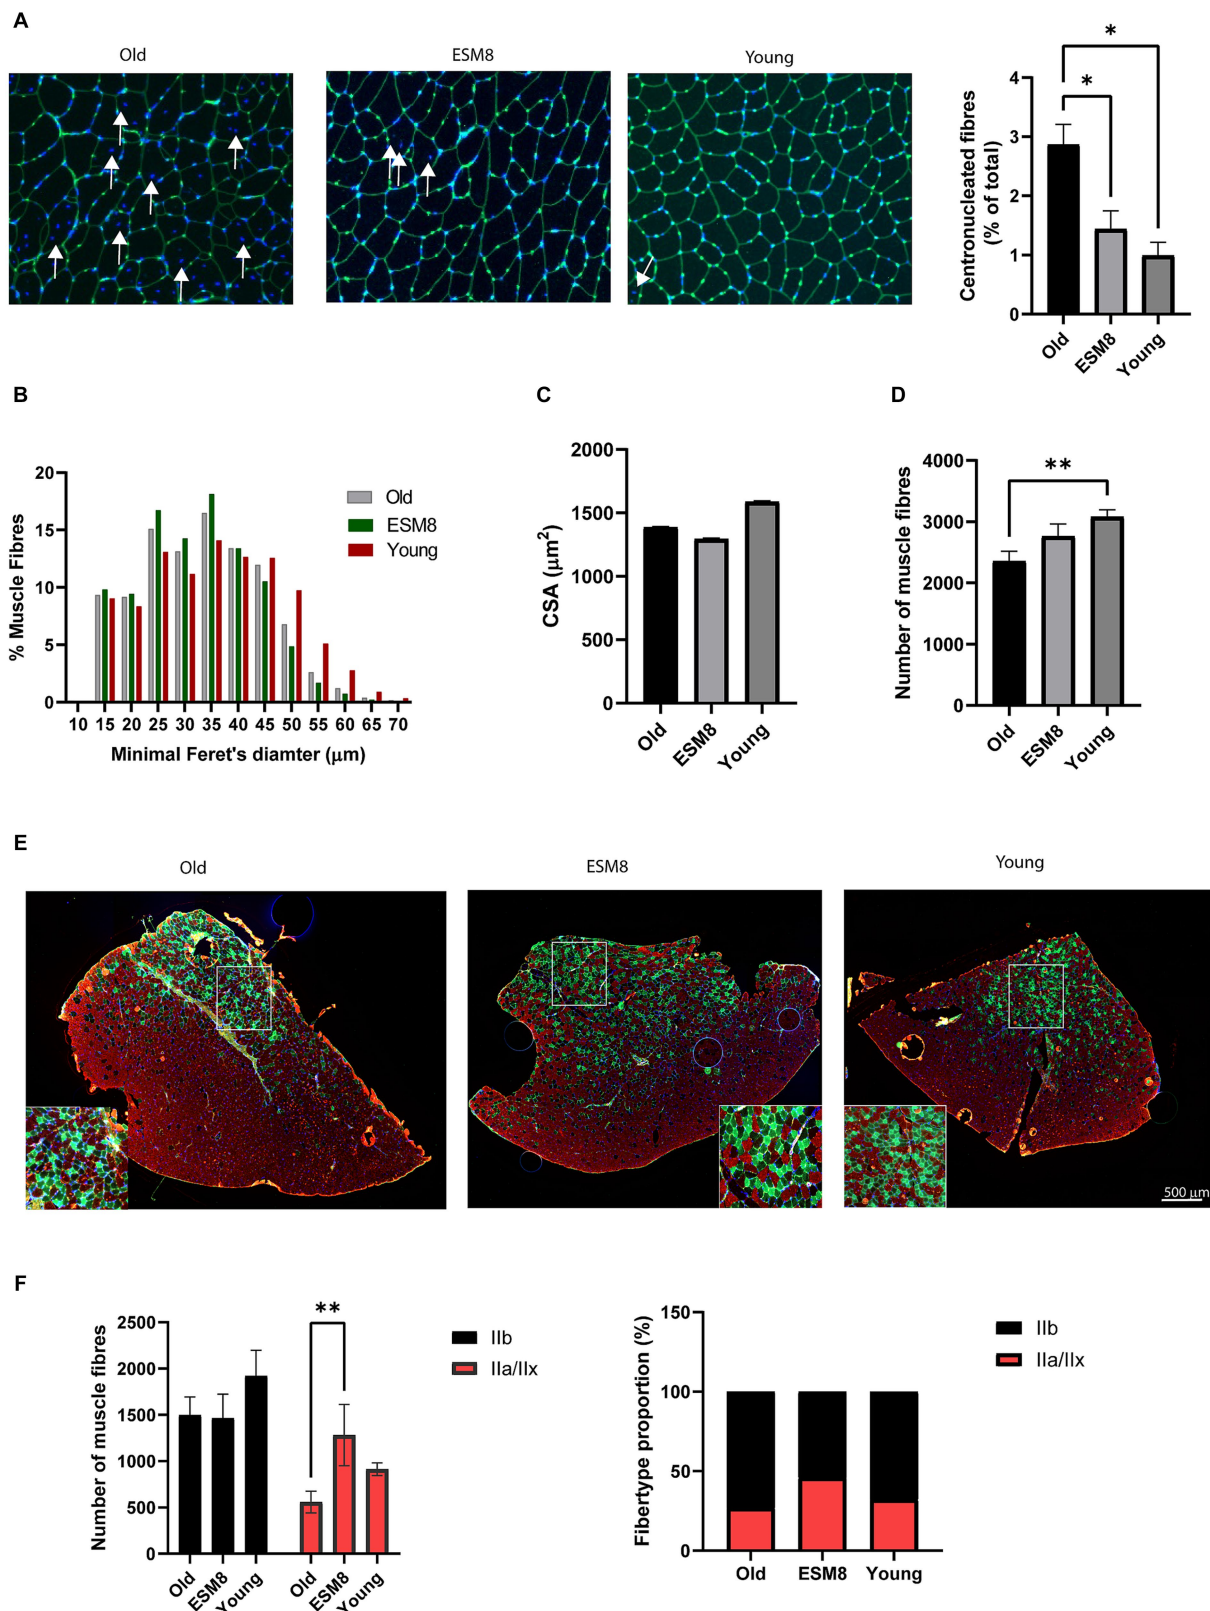 A
Old
ESM8
Young
*
*
4
3
2
1
0
Centronucleated fibres
(% of total)
Old
ESM8
Young
B
20
15
10
5
0
% Muscle Fibres
Old
ESM8
Young
10 15 20 25 30 35 40 45 50 55 60 65 70
Minimal Feret's diamter (μm)
C
2000
1500
1000
500
0
CSA (μm²)
Old
ESM8
Young
D
**
4000
3000
2000
1000
0
Number of muscle fibres
Old
ESM8
Young
E
Old
ESM8
Young
500 μm
F
**
2500
2000
1500
1000
500
0
Number of muscle fibres
Old
ESM8
Young
Old
ESM8
Young
IIb
IIa/IIx
150
100
50
0
Fibertype proportion (%)
Old
ESM8
Young
IIb
IIa/IIx